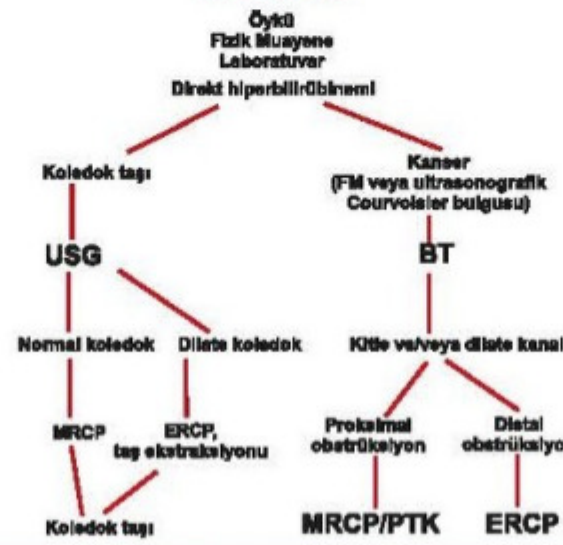 Öykü
Fizik Muayene
Laboratuvar
Direkt hiperbilirübinemi
Koledok taşı
Kanser
(FM veya ultrasonografik
Courvoisier bulgusu)
USG
BT
Normal koledok
Dilate koledok
Kitle ve/veya dilate kanal
MRCP
ERCP,
taş ekstraksiyonu
Proksimal
obstrüksiyon
Distal
obstrüksiyo
Koledok taşı
MRCP/PTK
ERCP